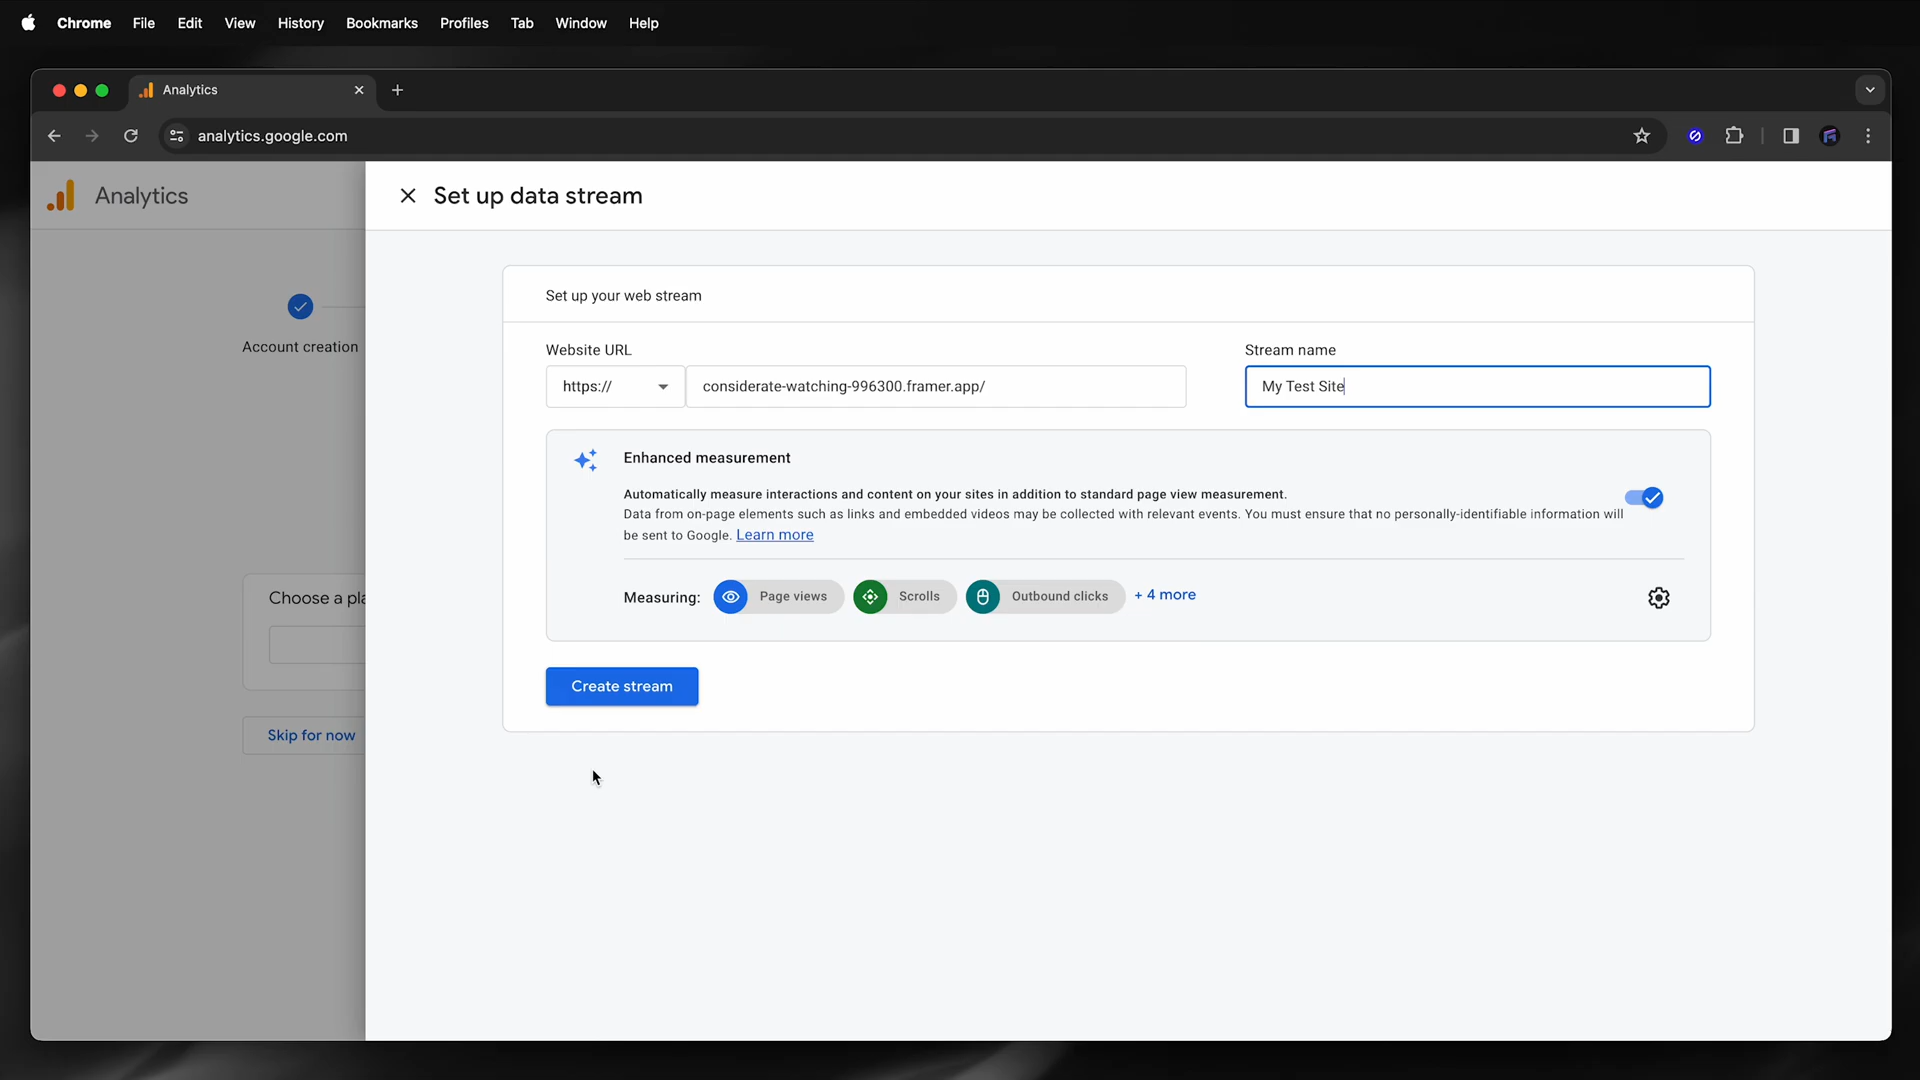 Chrome File Edit View History Bookmarks Profiles Tab Window Help
Analytics
analytics.google.com
Analytics
Set up data stream
Account creation
Choose a pla
Skip for now
Set up your web stream
Website URL
Stream name
https://
considerate-watching-996300.framer.app/
My Test Site
Enhanced measurement
Automatically measure interactions and content on your sites in addition to standard page view measurement.
Data from on-page elements such as links and embedded videos may be collected with relevant events. You must ensure that no personally-identifiable information will
be sent to Google. Learn more
Measuring: Page views Scrolls Outbound clicks + 4 more
Create stream